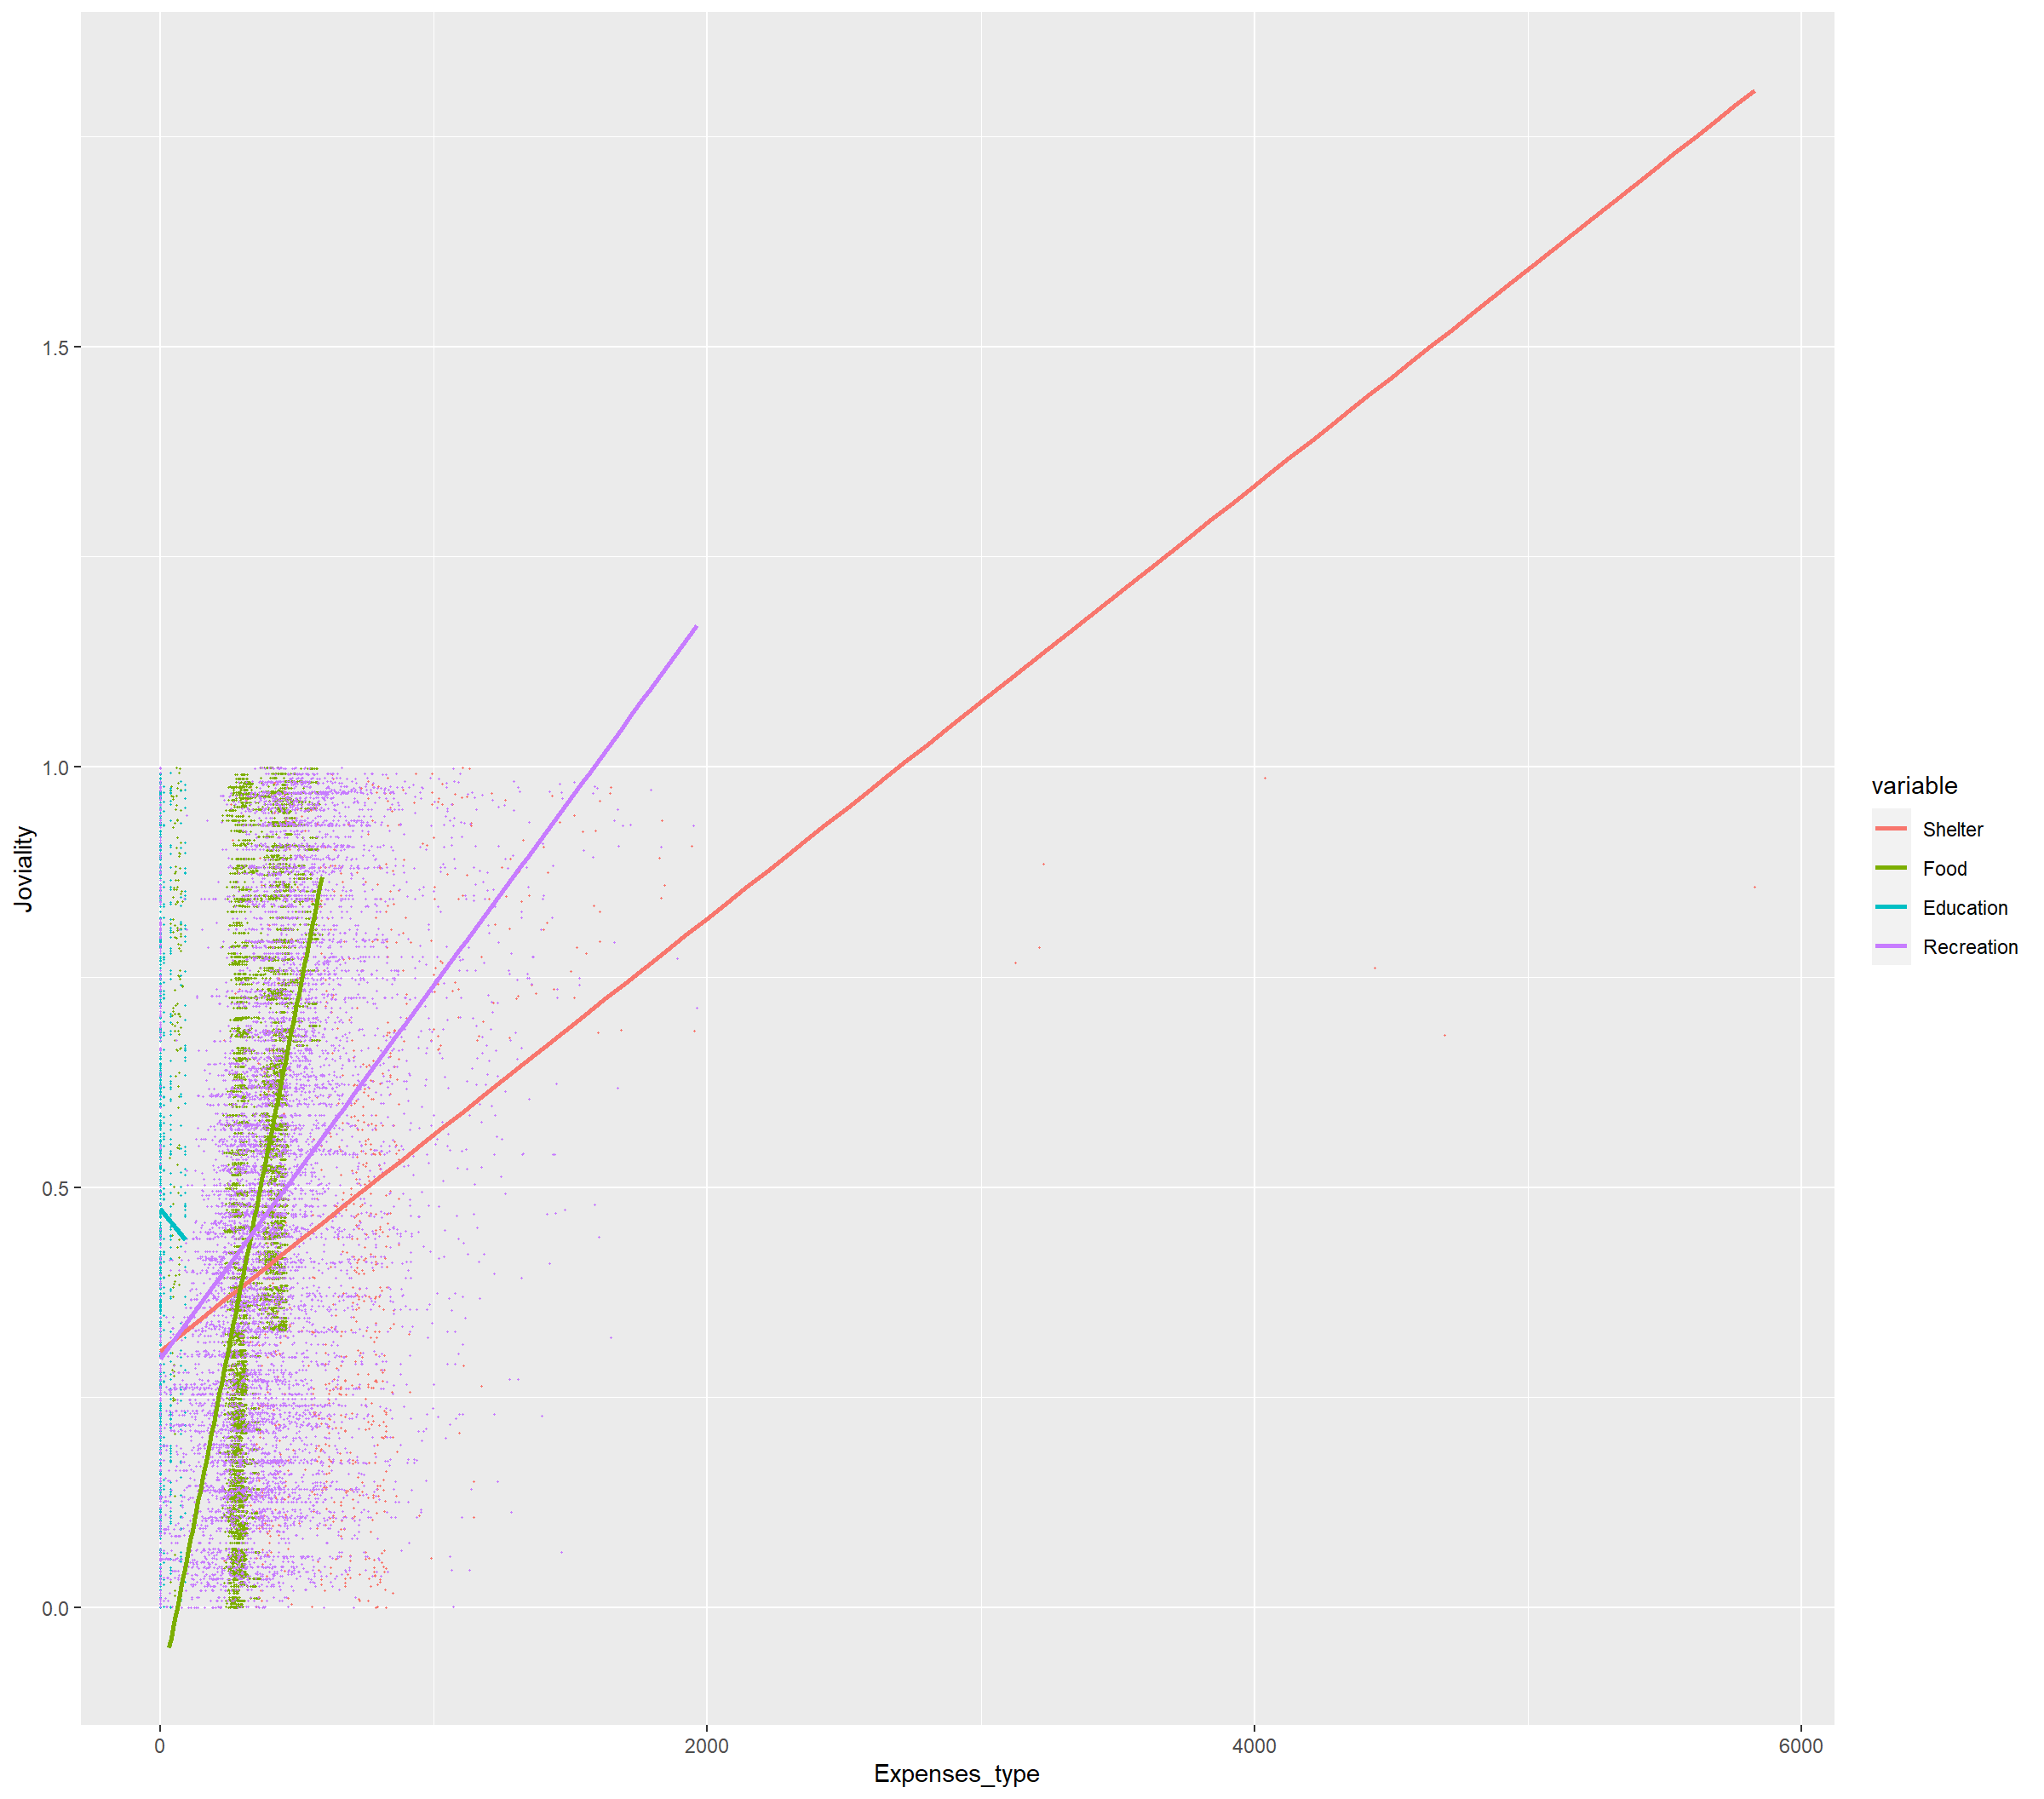 Joviality
1.5
1.0
0.5
0.0
0
2000
4000
6000
Expenses_type
variable
Shelter
Food
Education
Recreation